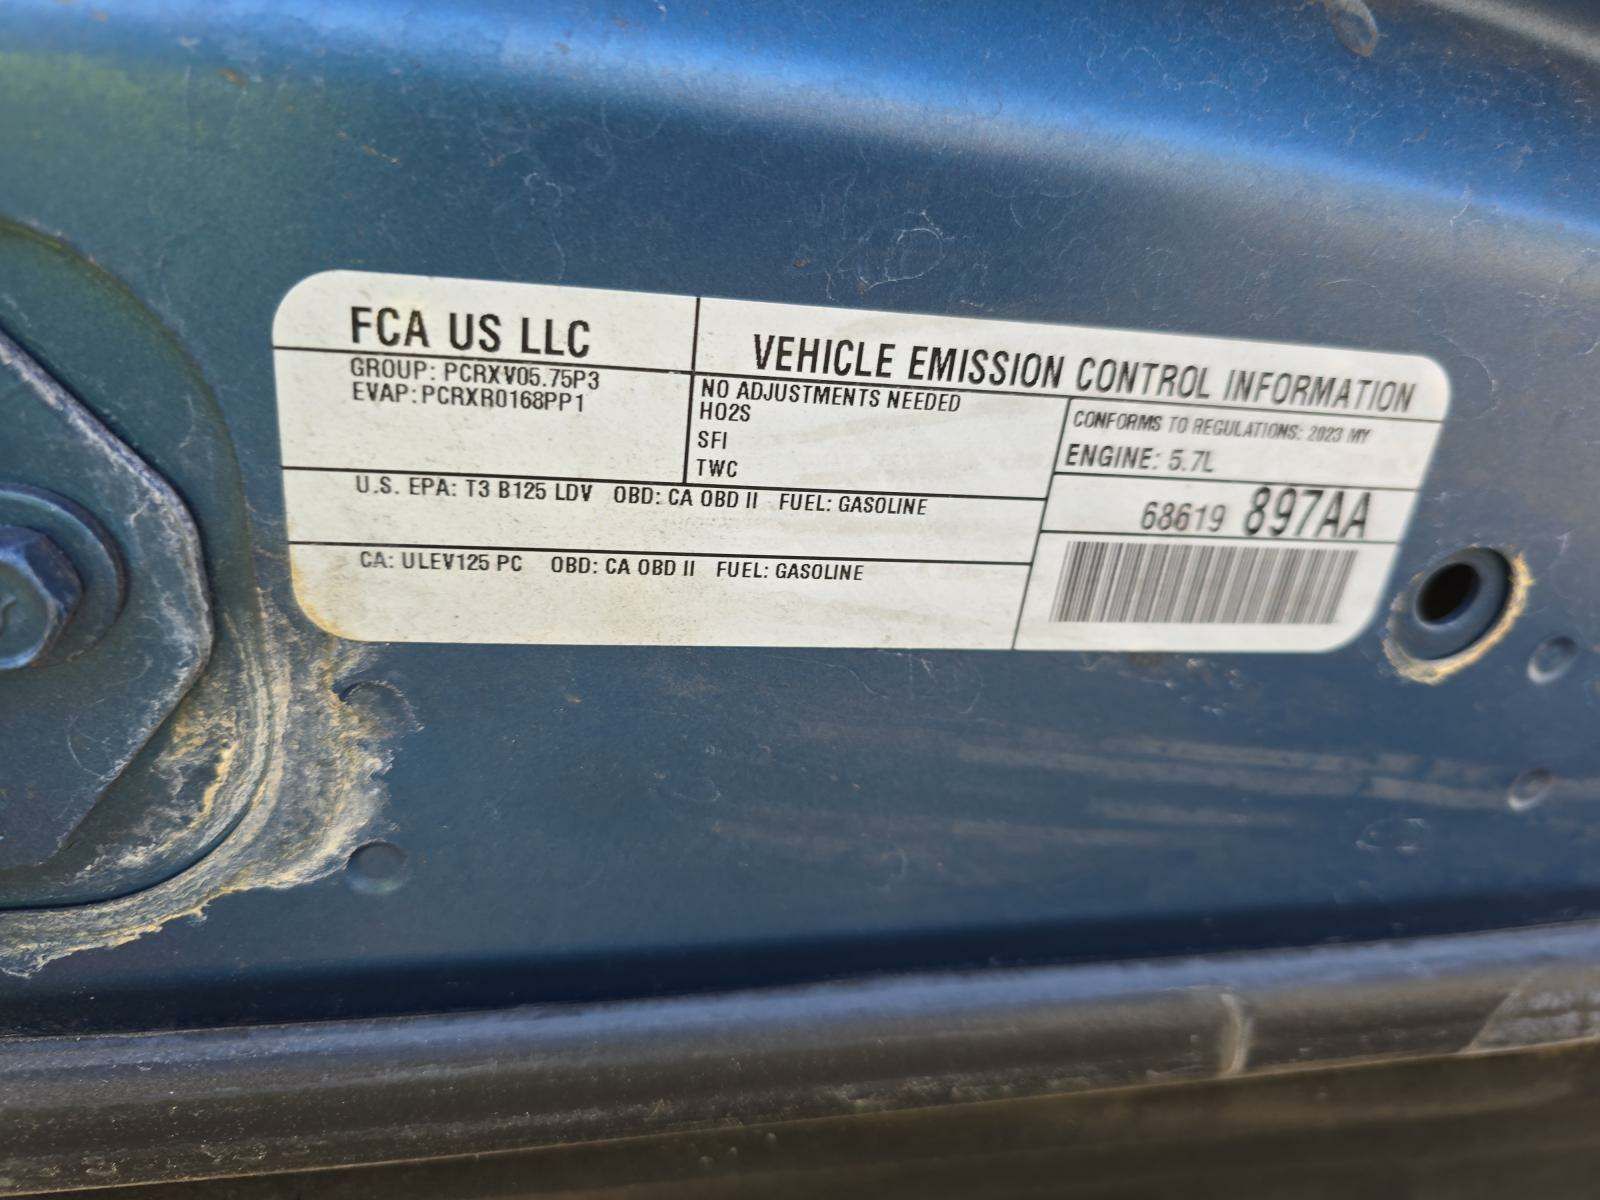 FCA US LLC
VEHICLE EMISSION CONTROL INFORMATION
GROUP: PCRXV05.75P3
EVAP: PCRXR0168PP1
NO ADJUSTMENTS NEEDED
HO2S
SFI
TWC
CONFORMS TO REGULATIONS: 2023 MY
ENGINE: 5.7L
U.S. EPA: T3 B125 LDV OBD: CA OBD II FUEL: GASOLINE
68619 897AA
CA: ULEV125 PC OBD: CA OBD II FUEL: GASOLINE